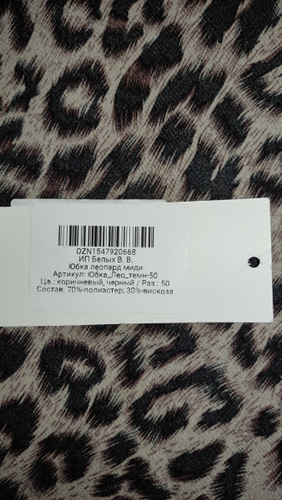 OZN1547920668
ИП Белых В. В.
Юбка леопард миди
Артикул: Юбка_Лео_темн-50
Цв.: коричневый, черный / Раз.: 50
Состав: 70%-полиэстер; 30%-вискоза